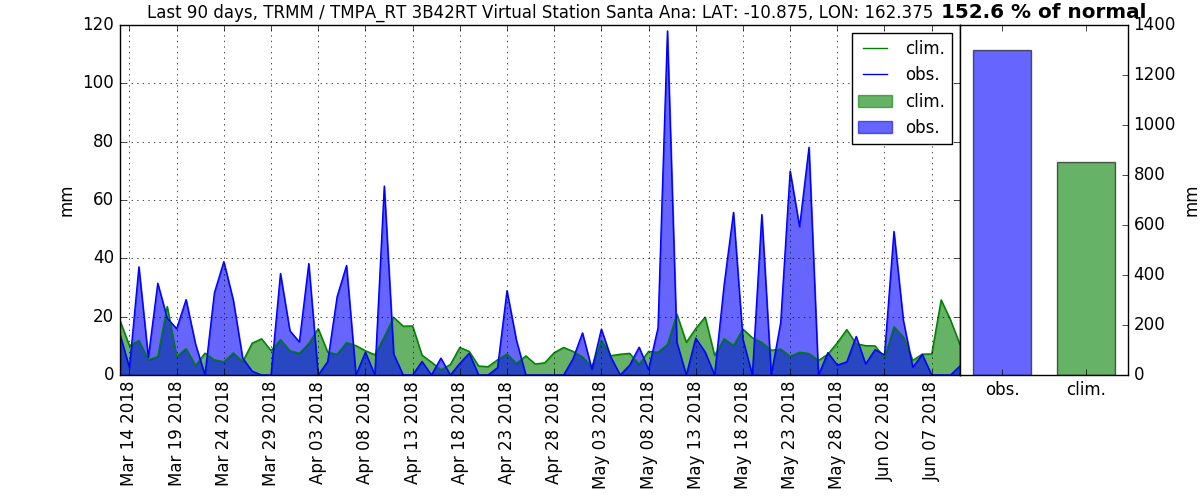 Last 90 days, TRMM / TMPA_RT 3B42RT Virtual Station Santa Ana: LAT: -10.875, LON: 162.375 152.6 % of normal
120
100
80
60
40
20
0
mm
clim.
obs.
clim.
obs.
Mar 14 2018
Mar 19 2018
Mar 24 2018
Mar 29 2018
Apr 03 2018
Apr 08 2018
Apr 13 2018
Apr 18 2018
Apr 23 2018
Apr 28 2018
May 03 2018
May 08 2018
May 13 2018
May 18 2018
May 23 2018
May 28 2018
Jun 02 2018
Jun 07 2018
1400
1200
1000
800
600
400
200
0
mm
obs.
clim.